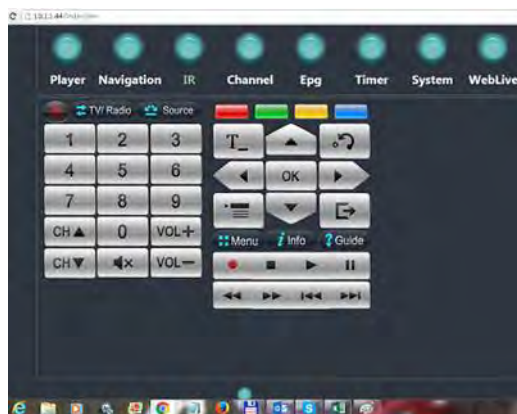 Player Navigation IR Channel Epg Timer System WebLive
TV/ Radio Source
1 2 3 T_
4 5 6 OK
7 8 9
CH▲ 0 VOL+
Menu i Info ? Guide
CH▼ VOL−